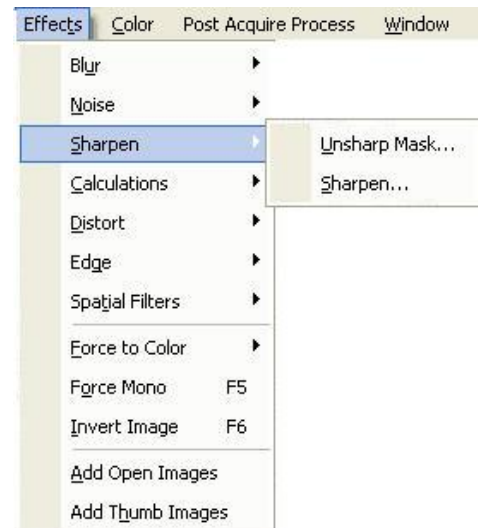 Effects Color Post Acquire Process Window
Blur
Noise
Sharpen
Unsharp Mask...
Calculations
Sharpen...
Distort
Edge
Spatial Filters
Force to Color
Force Mono F5
Invert Image F6
Add Open Images
Add Thumb Images